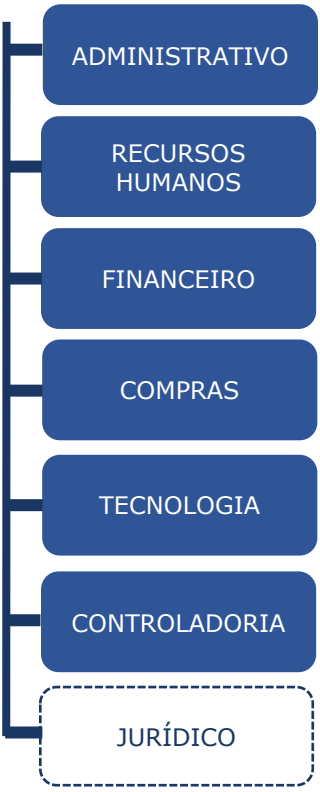 ADMINISTRATIVO
RECURSOS
HUMANOS
FINANCEIRO
COMPRAS
TECNOLOGIA
CONTROLADORIA
JURÍDICO